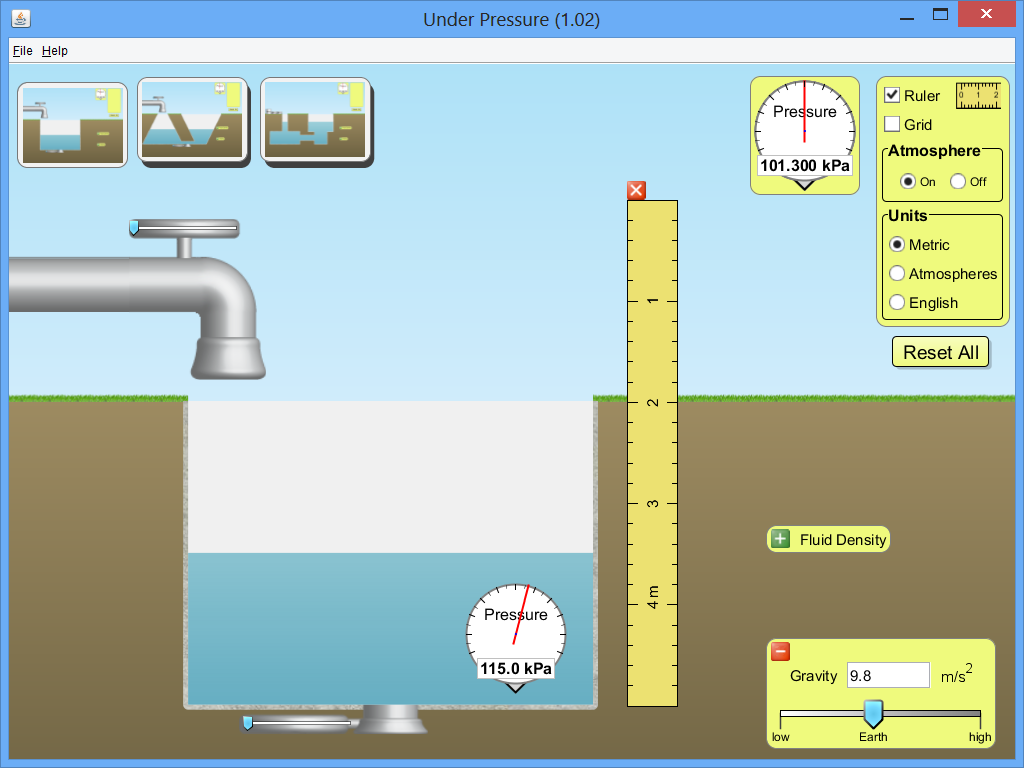 Under Pressure (1.02)
File Help
Pressure
101.300 kPa
Ruler
0 1 2
Grid
Atmosphere
On Off
Units
Metric
Atmospheres
English
Reset All
1
2
3
4 m
Fluid Density
Pressure
115.0 kPa
Gravity 9.8 m/s²
low Earth high